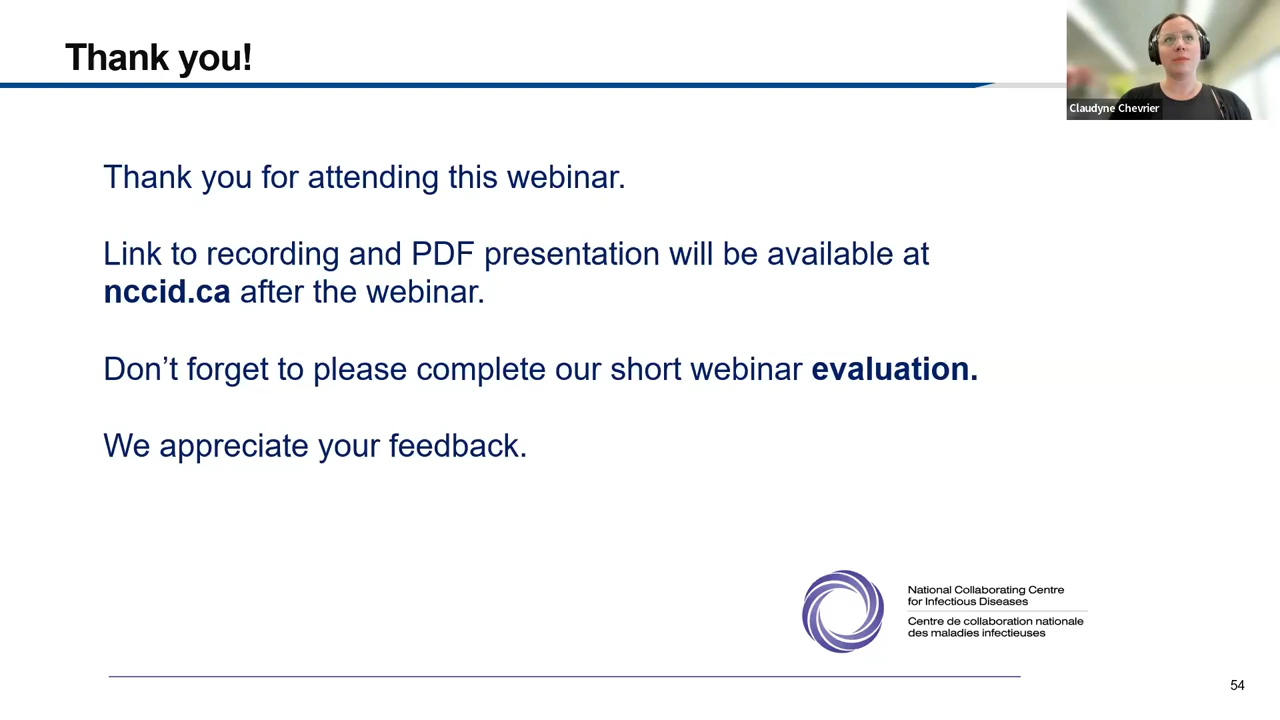 Thank you!
Claudyne Chevrier
Thank you for attending this webinar.
Link to recording and PDF presentation will be available at
nccid.ca after the webinar.
Don’t forget to please complete our short webinar evaluation.
We appreciate your feedback.
National Collaborating Centre
for Infectious Diseases
Centre de collaboration nationale
des maladies infectieuses
54